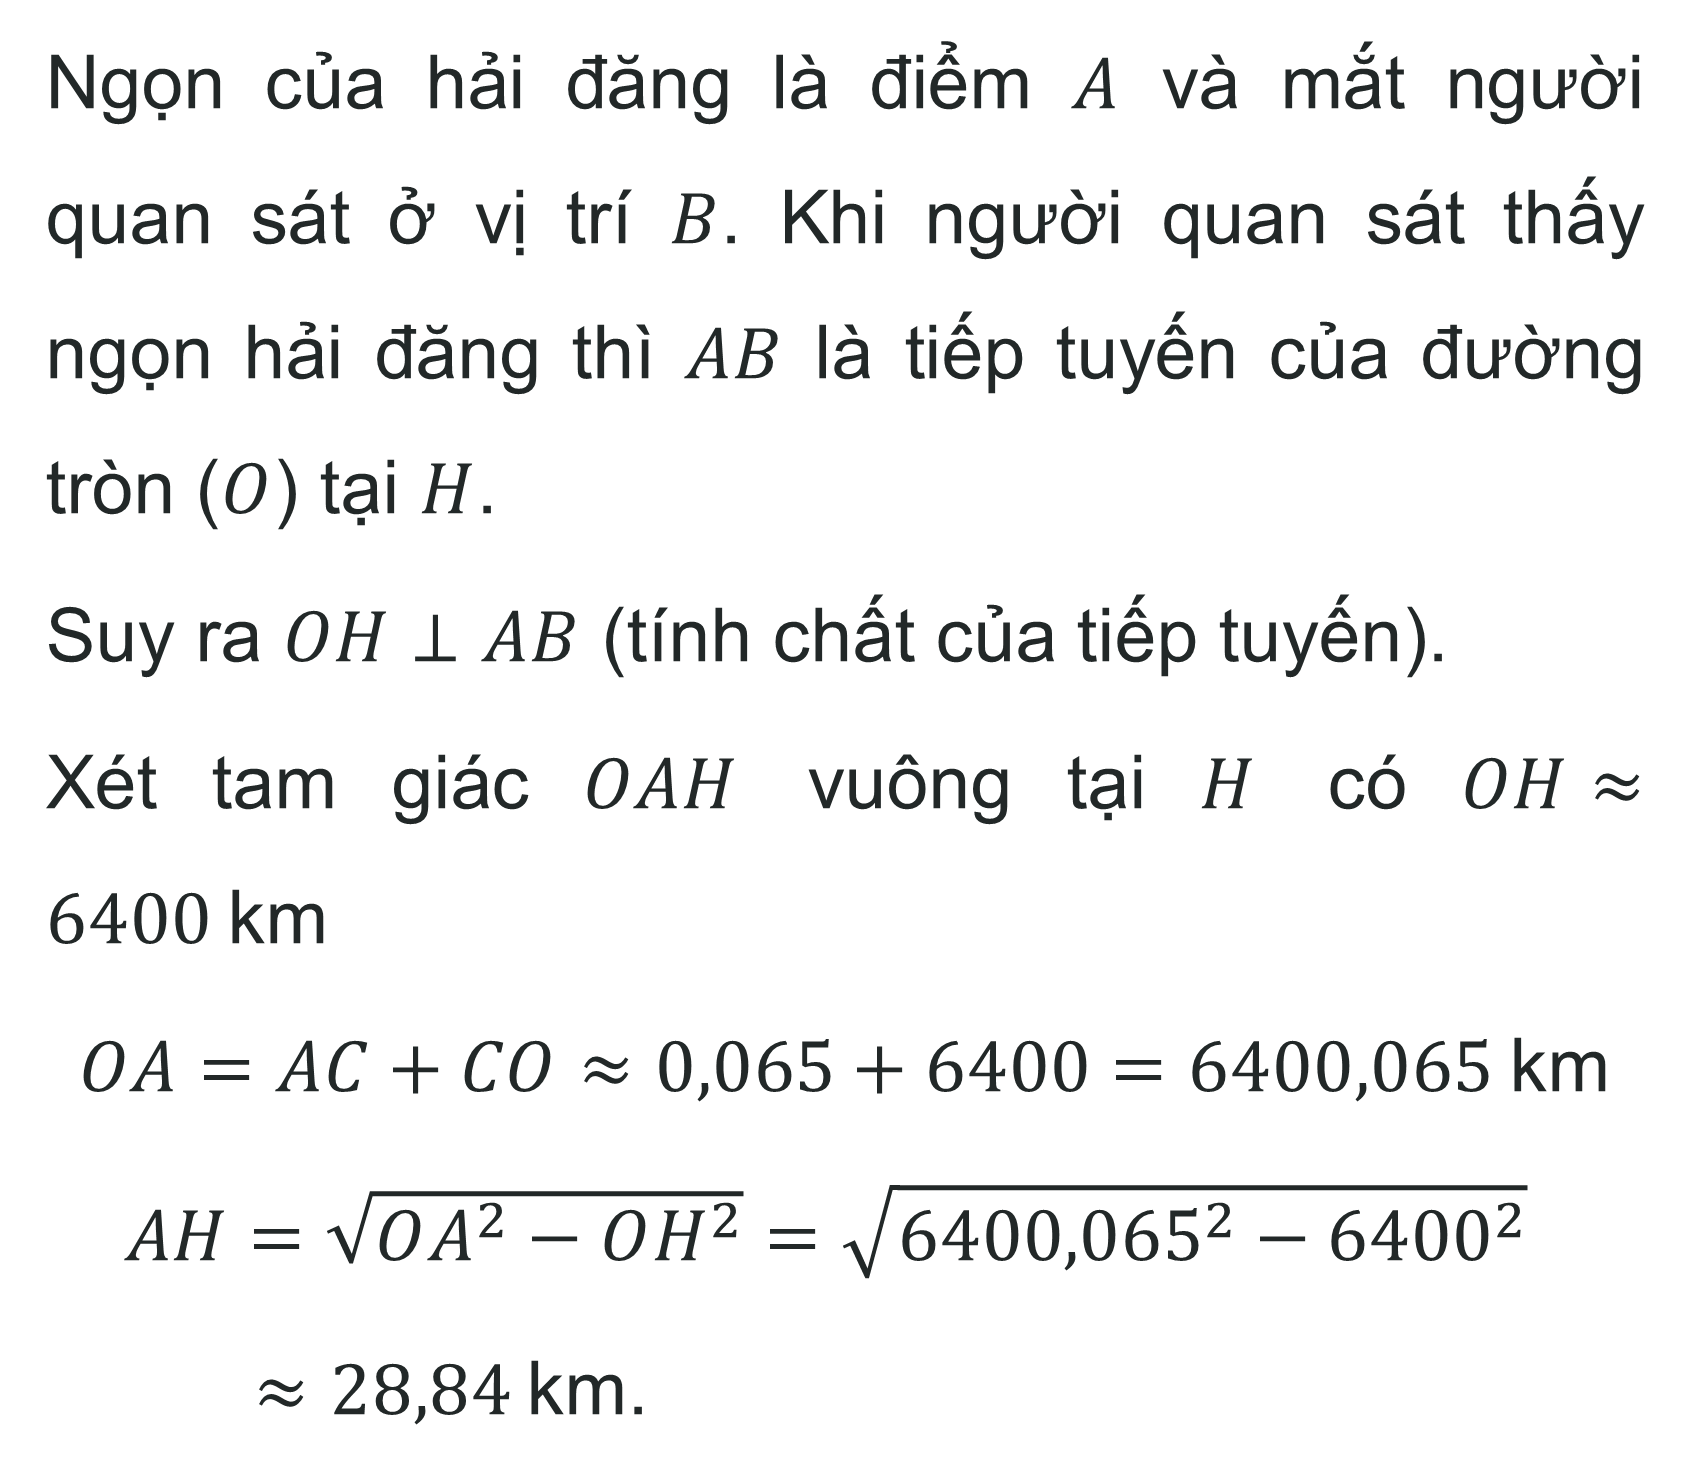 Ngọn của hải đăng là điểm A và mắt người
quan sát ở vị trí B. Khi người quan sát thấy
ngọn hải đăng thì AB là tiếp tuyến của đường
tròn (O) tại H.
Suy ra OH ⊥ AB (tính chất của tiếp tuyến).
Xét tam giác OAH vuông tại H có OH ≈
6400 km
OA = AC + CO ≈ 0,065 + 6400 = 6400,065 km
AH = √(OA² − OH²) = √(6400,065² − 6400²)
≈ 28,84 km.